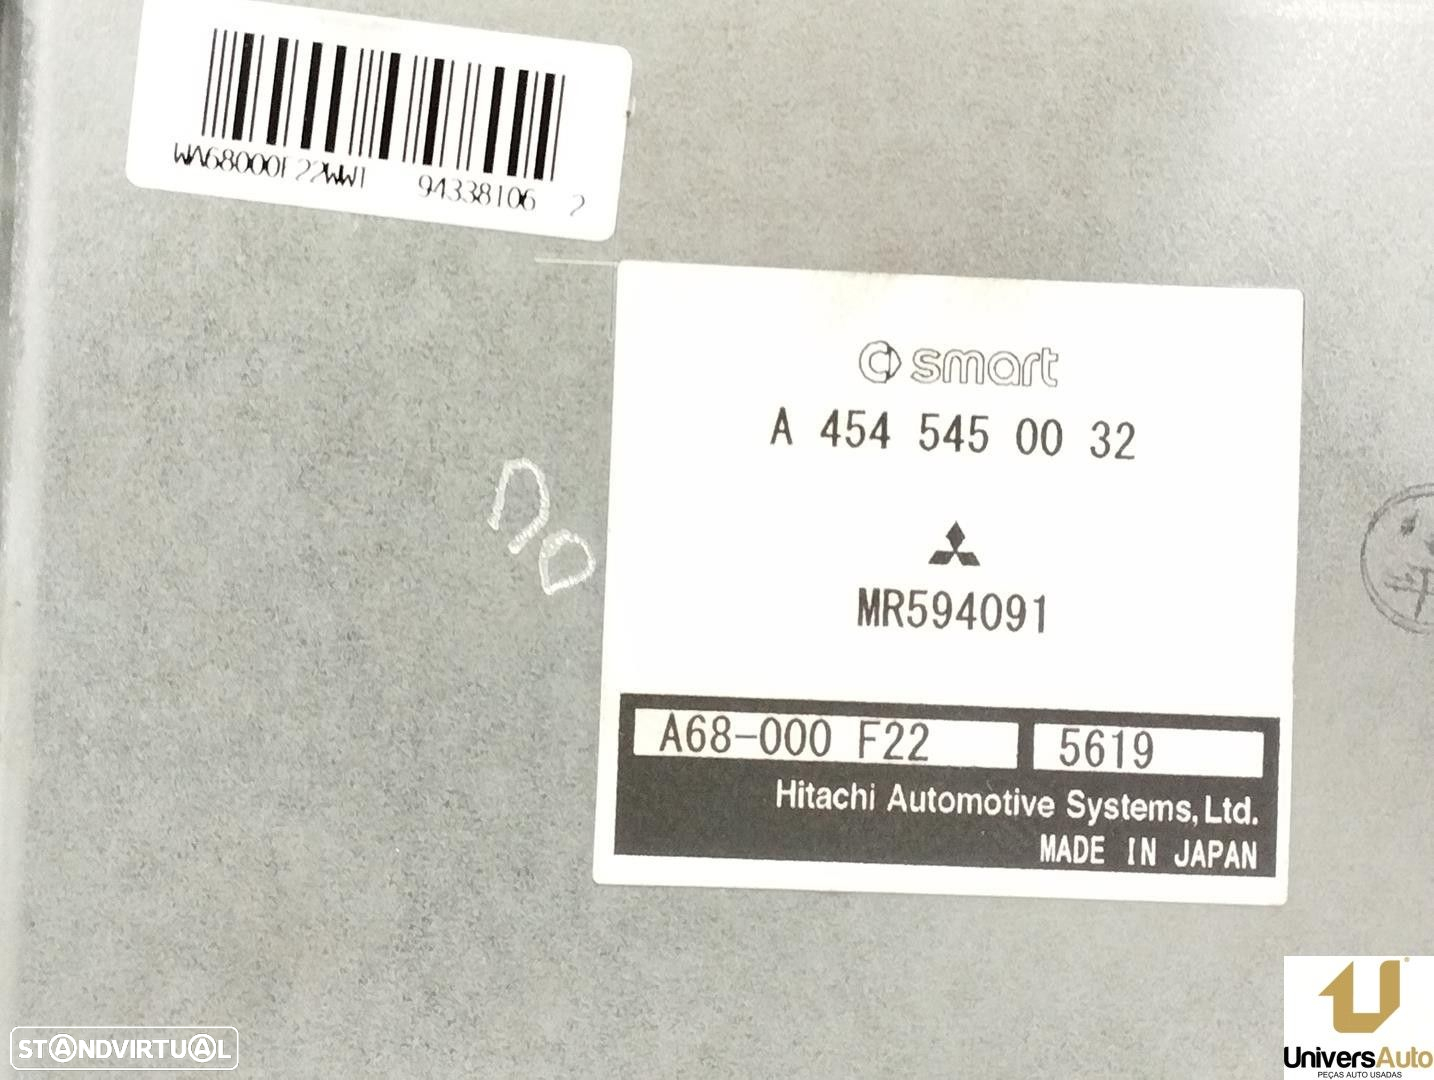 WA68000F22WW1 94338106 2
smart
A 454 545 00 32
MR594091
A68-000 F22 5619
Hitachi Automotive Systems, Ltd.
MADE IN JAPAN
STANDVIRTUAL
UniversAuto
PEÇAS AUTO USADAS